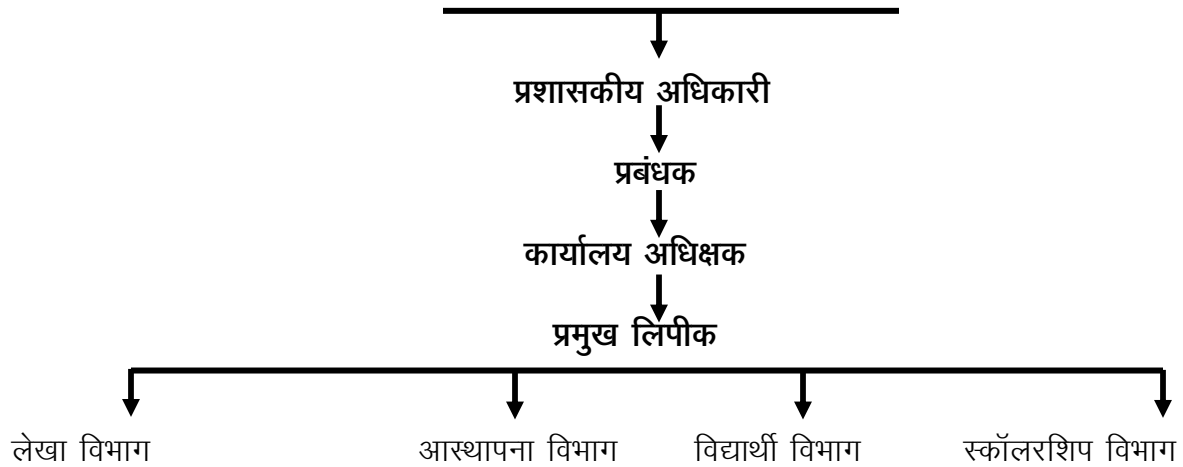 प्रशासकीय अधिकारी
प्रबंधक
कार्यालय अधिक्षक
प्रमुख लिपीक
लेखा विभाग आस्थापना विभाग विद्यार्थी विभाग स्कॉलरशिप विभाग